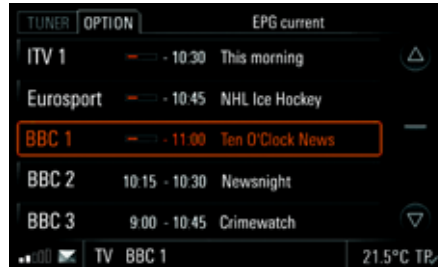 TUNER OPTION EPG current
ITV 1 - 10:30 This morning
Eurosport - 10:45 NHL Ice Hockey
BBC 1 - 11:00 Ten O'Clock News
BBC 2 10:15 - 10:30 Newsnight
BBC 3 9:00 - 10:45 Crimewatch
TV BBC 1 21.5°C TP